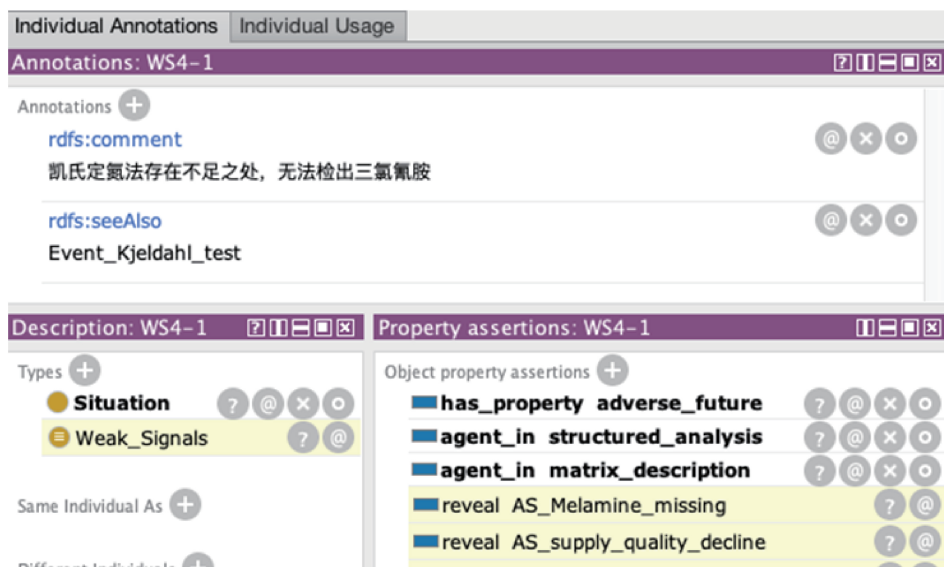 Individual Annotations Individual Usage
Annotations: WS4-1
Annotations
rdfs:comment
凯氏定氮法存在不足之处，无法检出三氯氰胺
rdfs:seeAlso
Event_Kjeldahl_test
Description: WS4-1
Property assertions: WS4-1
Types
Situation
Weak_Signals
Same Individual As
Different Individuals
Object property assertions
has_property adverse_future
agent_in structured_analysis
agent_in matrix_description
reveal AS_Melamine_missing
reveal AS_supply_quality_decline